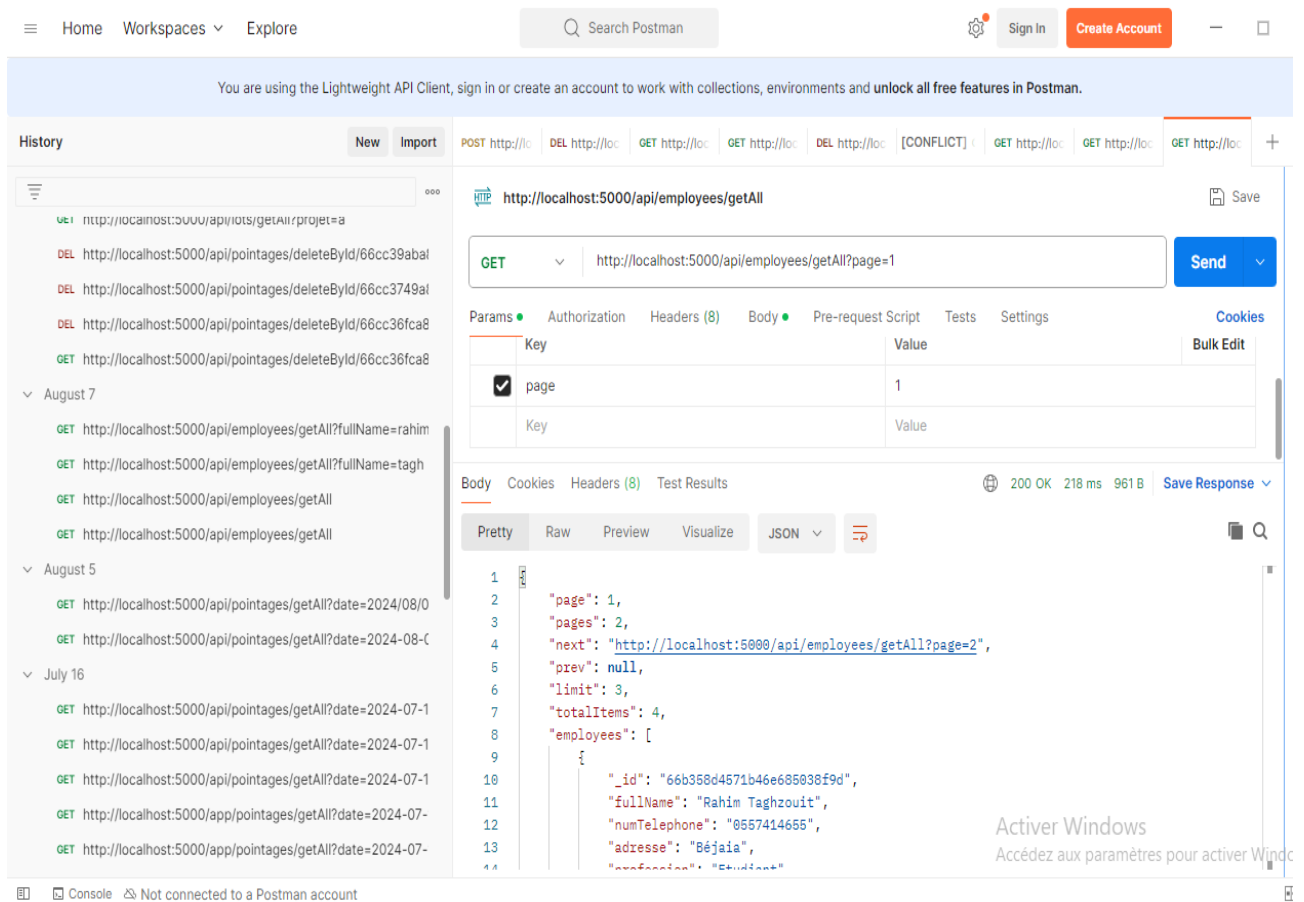 Home Workspaces Explore Search Postman Sign In Create Account
You are using the Lightweight API Client, sign in or create an account to work with collections, environments and unlock all free features in Postman.
History New Import
GET http://localhost:5000/api/lots/getAll?projet=a
DEL http://localhost:5000/api/pointages/deleteById/66cc39aba8
DEL http://localhost:5000/api/pointages/deleteById/66cc3749a8
DEL http://localhost:5000/api/pointages/deleteById/66cc36fca8
GET http://localhost:5000/api/pointages/deleteById/66cc36fca8
August 7
GET http://localhost:5000/api/employees/getAll?fullName=rahim
GET http://localhost:5000/api/employees/getAll?fullName=tagh
GET http://localhost:5000/api/employees/getAll
GET http://localhost:5000/api/employees/getAll
August 5
GET http://localhost:5000/api/pointages/getAll?date=2024/08/0
GET http://localhost:5000/api/pointages/getAll?date=2024-08-0
July 16
GET http://localhost:5000/api/pointages/getAll?date=2024-07-1
GET http://localhost:5000/api/pointages/getAll?date=2024-07-1
GET http://localhost:5000/api/pointages/getAll?date=2024-07-1
GET http://localhost:5000/app/pointages/getAll?date=2024-07-
GET http://localhost:5000/app/pointages/getAll?date=2024-07-
POST http://lo DEL http://loc GET http://loc GET http://loc DEL http://loc [CONFLICT] GET http://loc GET http://loc GET http://loc
HTTP http://localhost:5000/api/employees/getAll Save
GET http://localhost:5000/api/employees/getAll?page=1 Send
Params Authorization Headers (8) Body Pre-request Script Tests Settings Cookies
Key Value Bulk Edit
page 1
Key Value
Body Cookies Headers (8) Test Results 200 OK 218 ms 961 B Save Response
Pretty Raw Preview Visualize JSON
1 {
2 "page": 1,
3 "pages": 2,
4 "next": "http://localhost:5000/api/employees/getAll?page=2",
5 "prev": null,
6 "limit": 3,
7 "totalItems": 4,
8 "employees": [
9 {
10 "_id": "66b358d4571b46e685038f9d",
11 "fullName": "Rahim Taghzouit",
12 "numTelephone": "0557414655",
13 "adresse": "Béjaia",
14 "profession": "Etudiant"
Activer Windows
Accédez aux paramètres pour activer Windo
Console Not connected to a Postman account